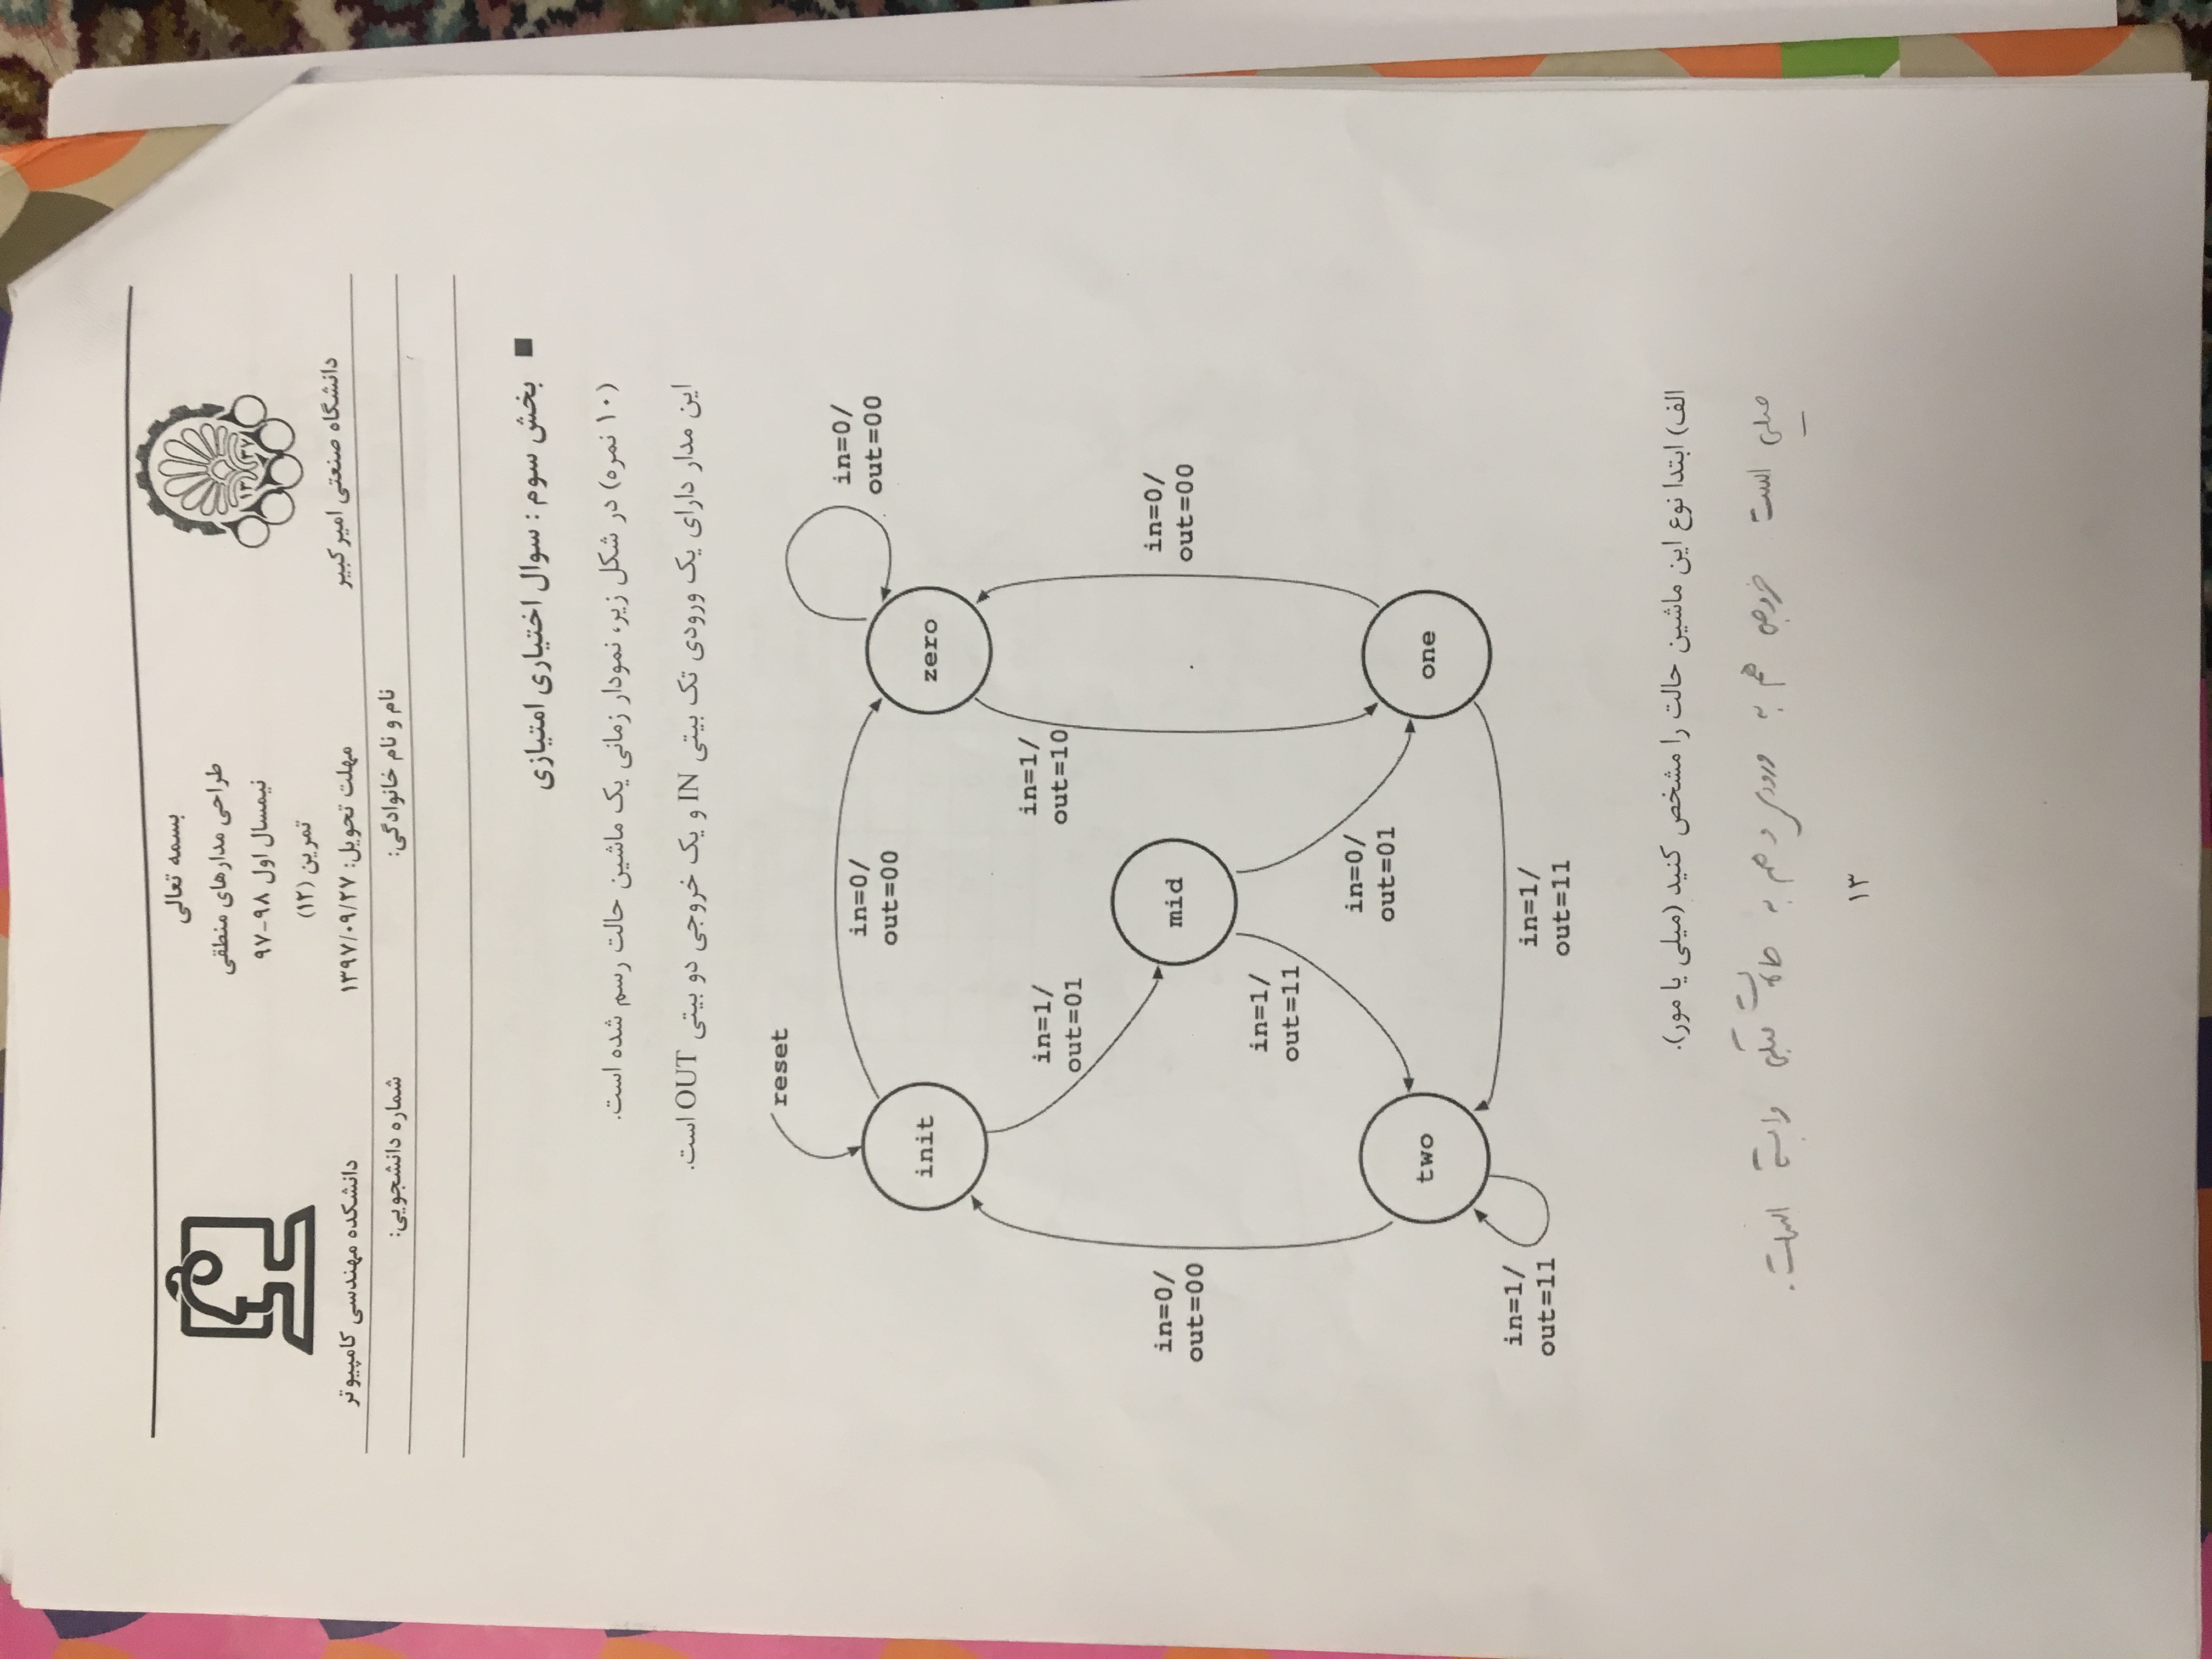 بسمه تعالی
طراحی مدارهای منطقی
نیمسال اول ۹۸-۹۷
تمرین (۱۲)
۱۳ ۳۷
دانشگاه صنعتی امیرکبیر
مهلت تحویل: ۱۳۹۷/۰۹/۲۷
دانشکده مهندسی کامپیوتر
نام و نام خانوادگی:
شماره دانشجویی:
بخش سوم : سوال اختیاری امتیازی
(۱۰ نمره) در شکل زیر، نمودار زمانی یک ماشین حالت رسم شده است.
این مدار دارای یک ورودی تک بیتی IN و یک خروجی دو بیتی OUT است.
reset
in=0/
out=00
in=0/
out=00
init
zero
in=1/
out=01
in=1/
out=10
mid
in=0/
out=00
in=0/
out=00
in=1/
out=11
in=0/
out=01
two
one
in=1/
out=11
in=1/
out=11
الف) ابتدا نوع این ماشین حالت را مشخص کنید (میلی یا مور).
میلی است خروجی هم به ورودی و هم به حالت قبلی وابسته است.
۱۳